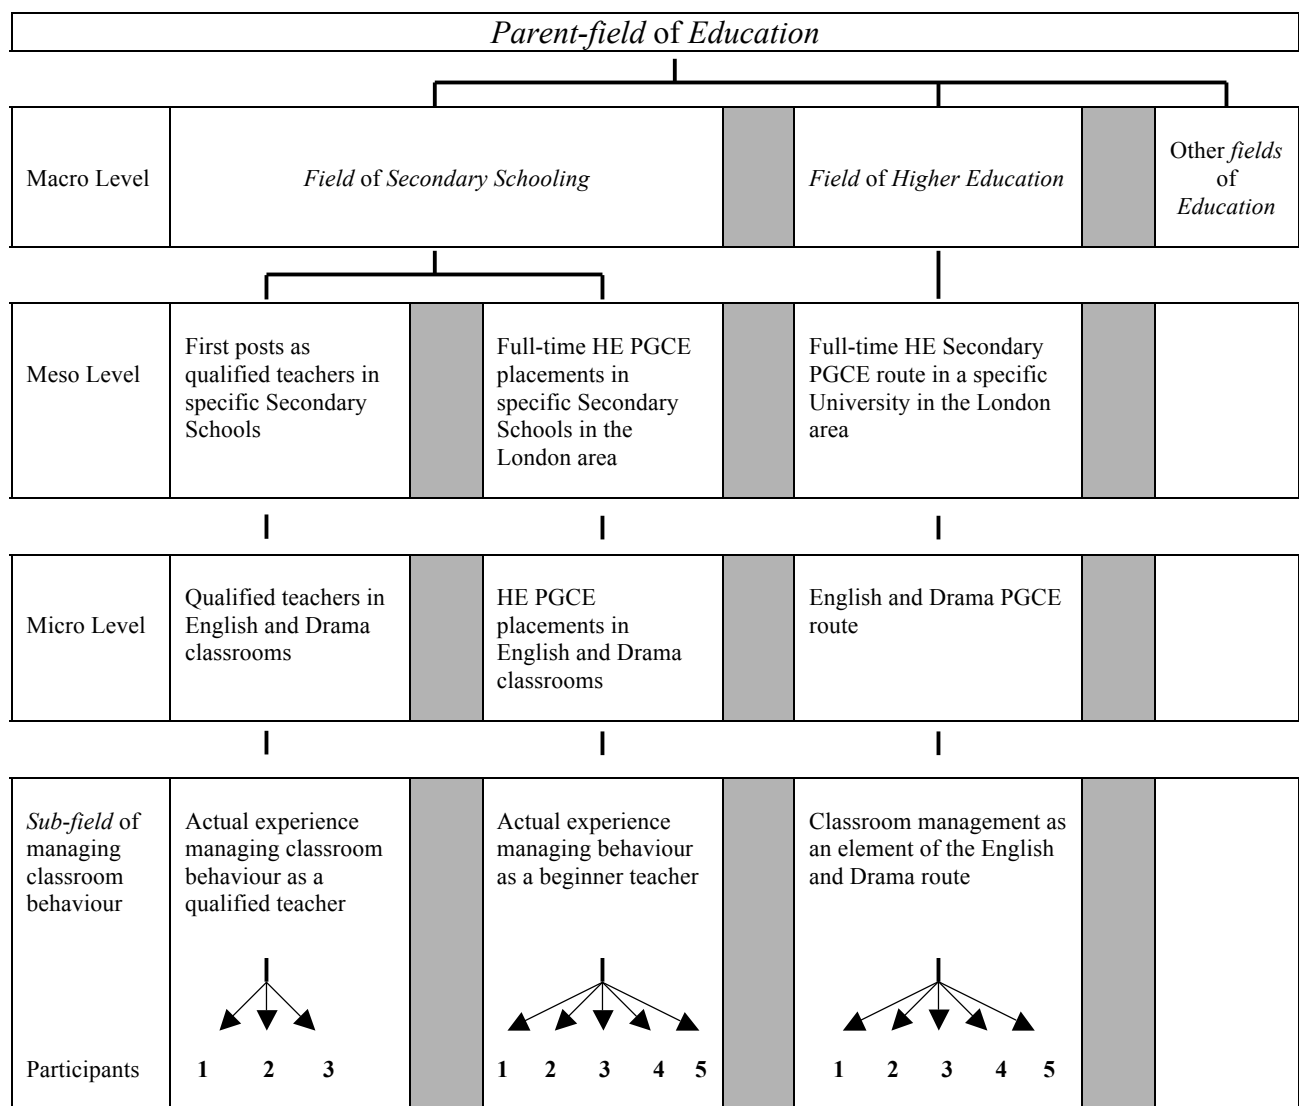 Parent-field of Education
Macro Level
Field of Secondary Schooling
Field of Higher Education
Other fields
of
Education
Meso Level
First posts as
qualified teachers in
specific Secondary
Schools
Full-time HE PGCE
placements in
specific Secondary
Schools in the
London area
Full-time HE Secondary
PGCE route in a specific
University in the London
area
Micro Level
Qualified teachers in
English and Drama
classrooms
HE PGCE
placements in
English and Drama
classrooms
English and Drama PGCE
route
Sub-field of
managing
classroom
behaviour
Actual experience
managing classroom
behaviour as a
qualified teacher
Actual experience
managing behaviour
as a beginner teacher
Classroom management as
an element of the English
and Drama route
Participants
1 2 3
1 2 3 4 5
1 2 3 4 5